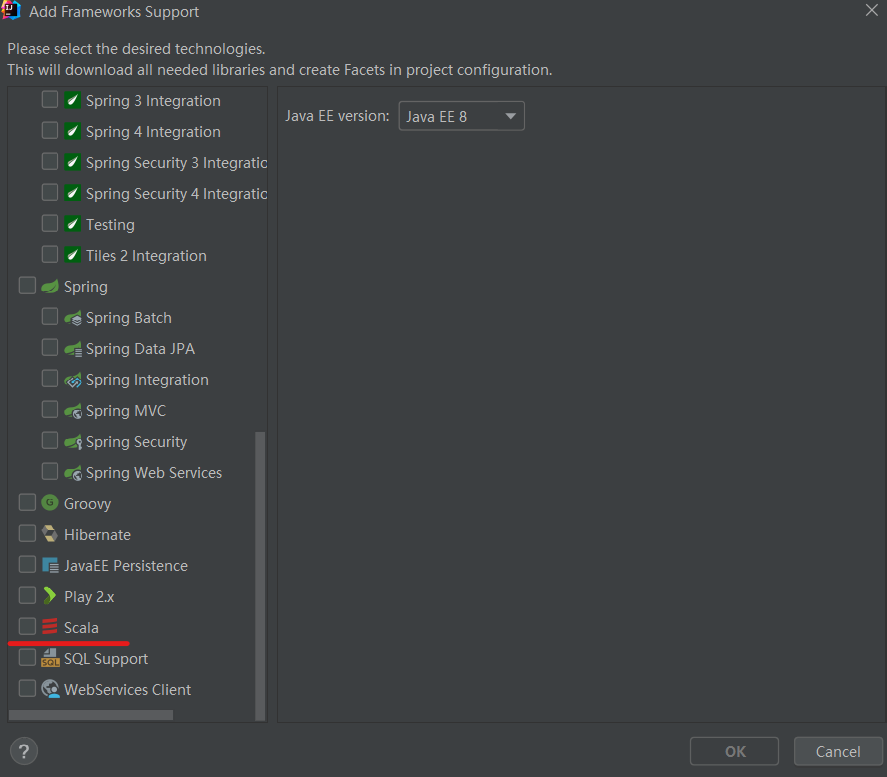 Add Frameworks Support
Please select the desired technologies.
This will download all needed libraries and create Facets in project configuration.
Spring 3 Integration
Spring 4 Integration
Spring Security 3 Integratic
Spring Security 4 Integratic
Testing
Tiles 2 Integration
Spring
Spring Batch
Spring Data JPA
Spring Integration
Spring MVC
Spring Security
Spring Web Services
G Groovy
Hibernate
JavaEE Persistence
Play 2.x
Scala
SQL SQL Support
WebServices Client
Java EE version: Java EE 8
? OK Cancel